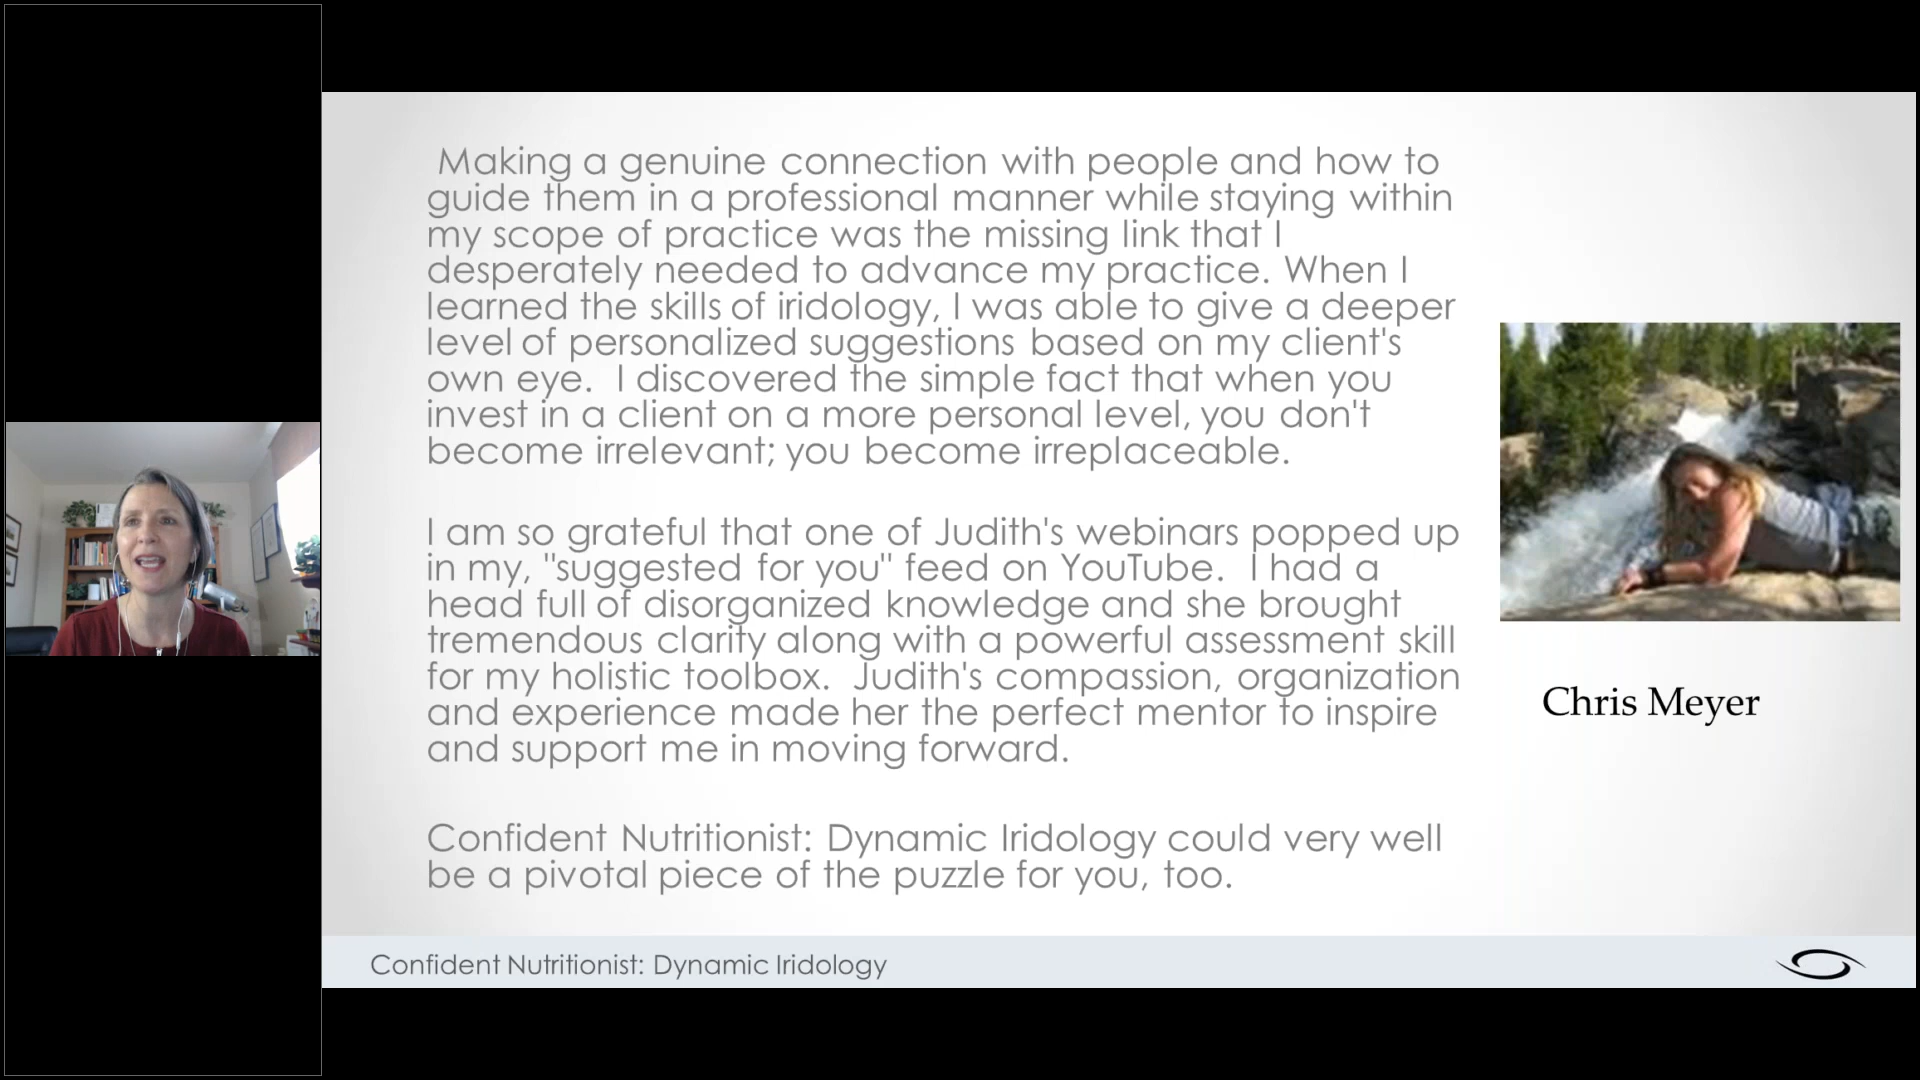 Making a genuine connection with people and how to
guide them in a professional manner while staying within
my scope of practice was the missing link that I
desperately needed to advance my practice. When I
learned the skills of iridology, I was able to give a deeper
level of personalized suggestions based on my client's
own eye.  I discovered the simple fact that when you
invest in a client on a more personal level, you don't
become irrelevant; you become irreplaceable.
I am so grateful that one of Judith's webinars popped up
in my, "suggested for you" feed on YouTube.  I had a
head full of disorganized knowledge and she brought
tremendous clarity along with a powerful assessment skill
for my holistic toolbox.  Judith's compassion, organization
and experience made her the perfect mentor to inspire
and support me in moving forward.
Confident Nutritionist: Dynamic Iridology could very well
be a pivotal piece of the puzzle for you, too.
Chris Meyer
Confident Nutritionist: Dynamic Iridology